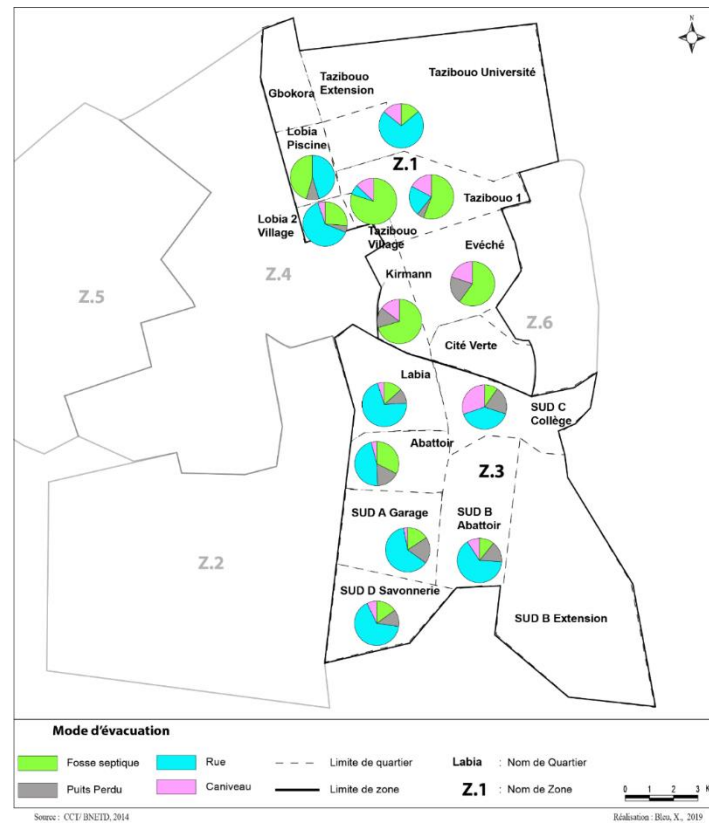 N
Tazibouo Université
Tazibouo
Extension
Gbokora
Lobia
Piscine
Z.1
Tazibouo 1
Lobia 2
Village
Tazibouo
Village
Evéché
Z.4
Kirmann
Z.5
Z.6
Cité Verte
Labia
SUD C
Collège
Abattoir
Z.3
SUD A Garage
SUD B
Abattoir
Z.2
SUD D Savonnerie
SUD B Extension
Mode d'évacuation
Fosse septique
Rue
Limite de quartier
Labia : Nom de Quartier
Puits Perdu
Caniveau
Limite de zone
Z.1 : Nom de Zone
0 1 2 3 K
Source : CCT/ BNETD, 2014
Réalisation : Bleu, X., 2019